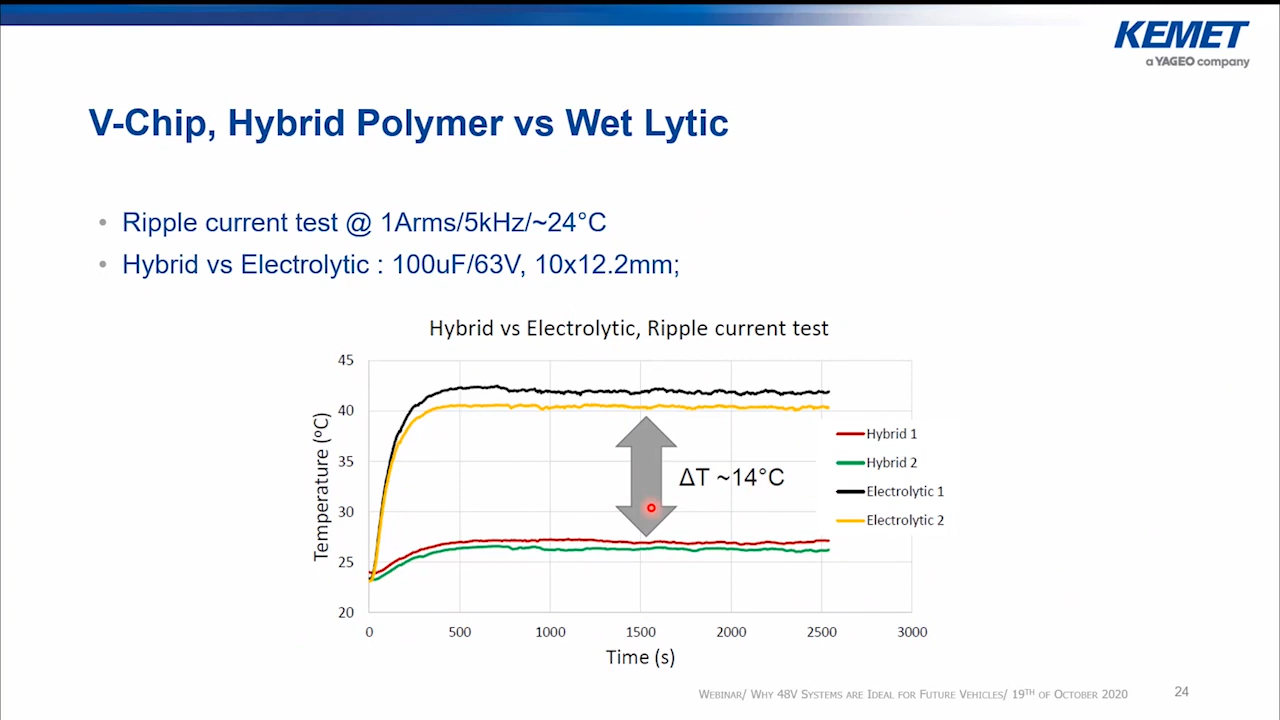 KEMET
a YAGEO company
V-Chip, Hybrid Polymer vs Wet Lytic
• Ripple current test @ 1Arms/5kHz/~24°C
• Hybrid vs Electrolytic : 100uF/63V, 10x12.2mm;
Hybrid vs Electrolytic, Ripple current test
45
40
35
30
25
20
Temperature (°C)
ΔT ~14°C
Hybrid 1
Hybrid 2
Electrolytic 1
Electrolytic 2
0 500 1000 1500 2000 2500 3000
Time (s)
WEBINAR/ WHY 48V SYSTEMS ARE IDEAL FOR FUTURE VEHICLES/ 19TH OF OCTOBER 2020 24